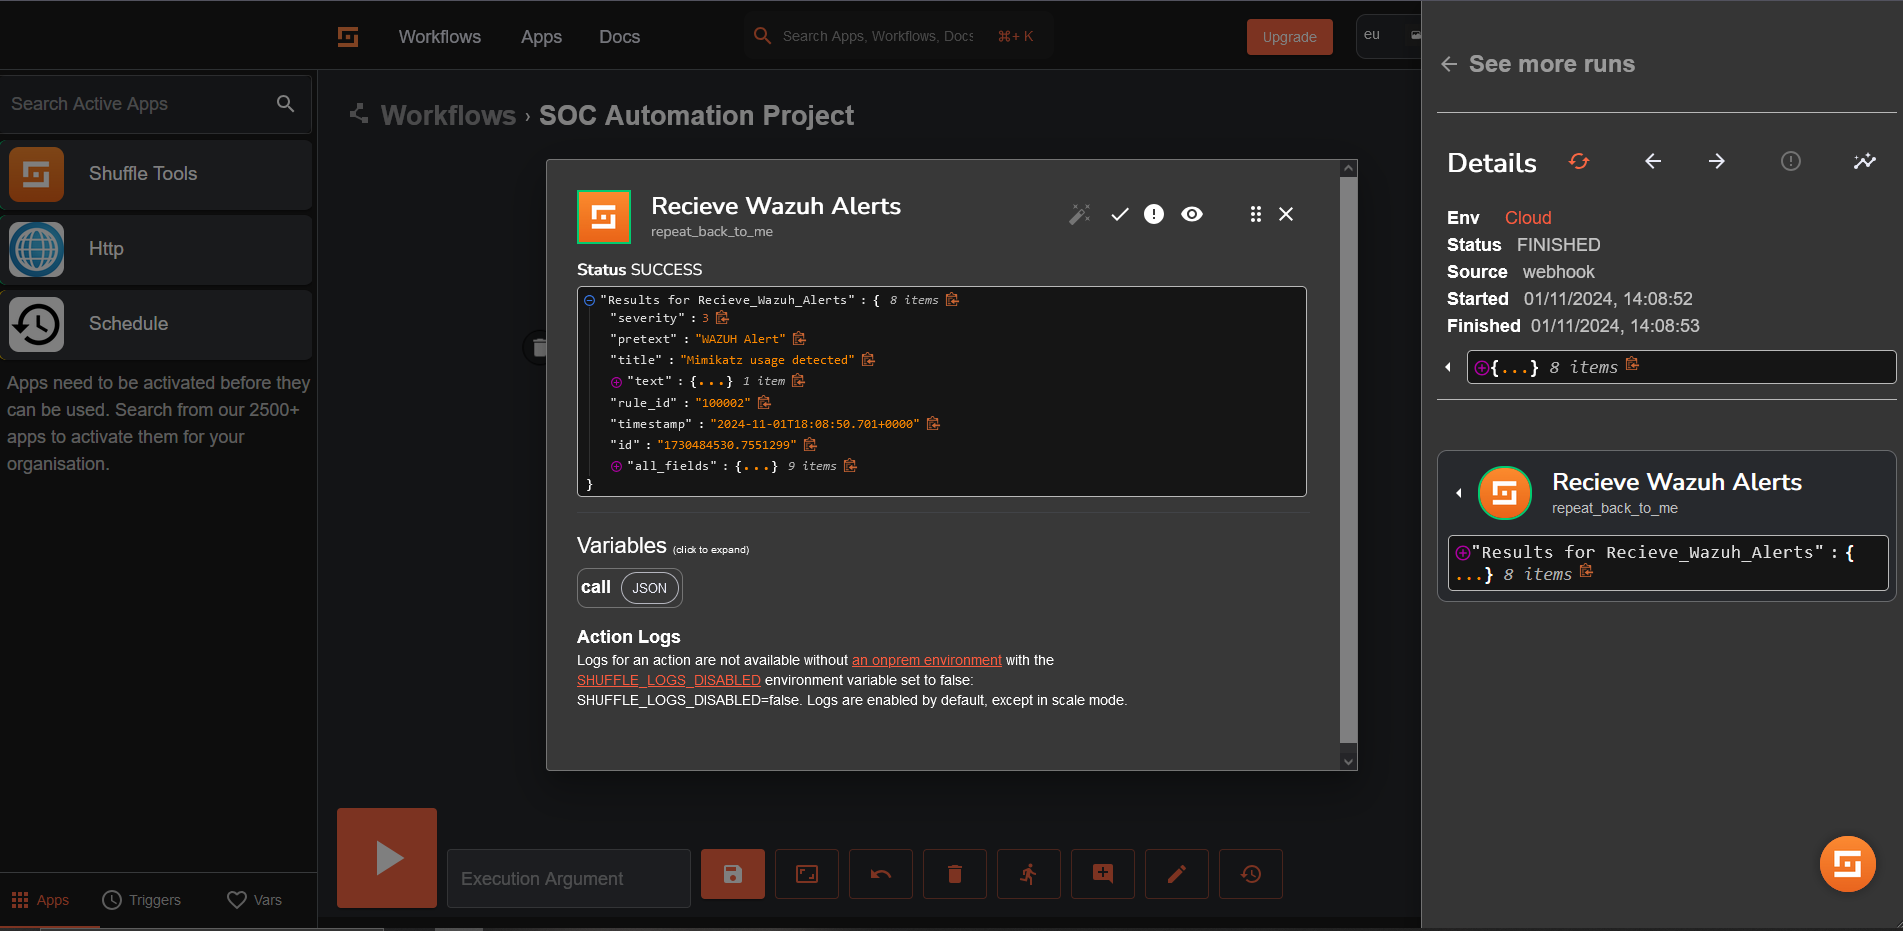 Workflows Apps Docs
Search Apps, Workflows, Docs ⌘+ K
Upgrade
eu
Search Active Apps
Shuffle Tools
Http
Schedule
Apps need to be activated before they
can be used. Search from our 2500+
apps to activate them for your
organisation.
Apps Triggers Vars
Workflows › SOC Automation Project
Recieve Wazuh Alerts
repeat_back_to_me
Status SUCCESS
"Results for Recieve_Wazuh_Alerts" : { 8 items
"severity" : 3
"pretext" : "WAZUH Alert"
"title" : "Mimikatz usage detected"
"text" : {...} 1 item
"rule_id" : "100002"
"timestamp" : "2024-11-01T18:08:50.701+0000"
"id" : "1730484530.7551299"
"all_fields" : {...} 9 items
}
Variables (click to expand)
call JSON
Action Logs
Logs for an action are not available without an onprem environment with the
SHUFFLE_LOGS_DISABLED environment variable set to false:
SHUFFLE_LOGS_DISABLED=false. Logs are enabled by default, except in scale mode.
Execution Argument
See more runs
Details
Env Cloud
Status FINISHED
Source webhook
Started 01/11/2024, 14:08:52
Finished 01/11/2024, 14:08:53
{...} 8 items
Recieve Wazuh Alerts
repeat_back_to_me
"Results for Recieve_Wazuh_Alerts" : {
...} 8 items